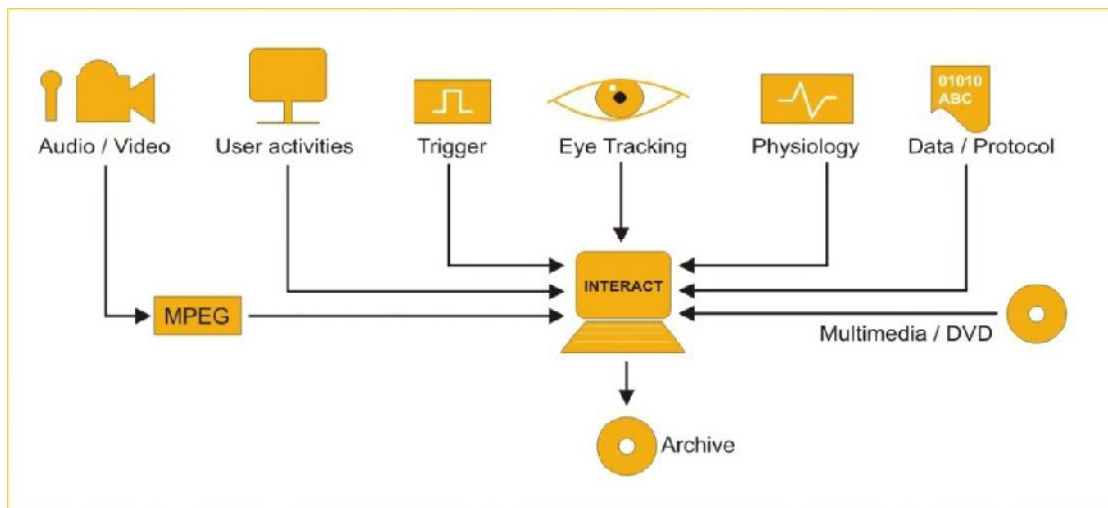 01010
ABC
Audio / Video
User activities
Trigger
Eye Tracking
Physiology
Data / Protocol
INTERACT
MPEG
Multimedia / DVD
Archive